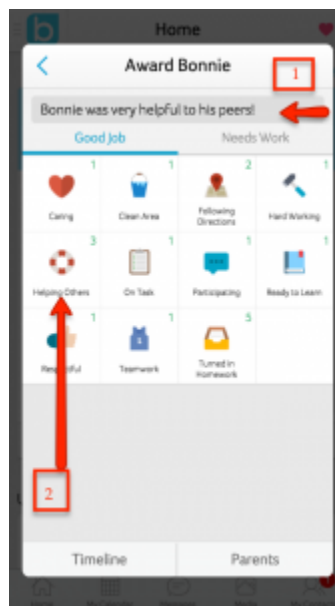 b Home
Award Bonnie
1
Bonnie was very helpful to his peers!
Good Job Needs Work
1 1 2 1
Caring Clean Area Following Directions Hard Working
3 1 1 1
Helping Others On Task Participating Ready to Learn
1 1 5
Teamwork Turned in Homework
2
Timeline Parents
Home